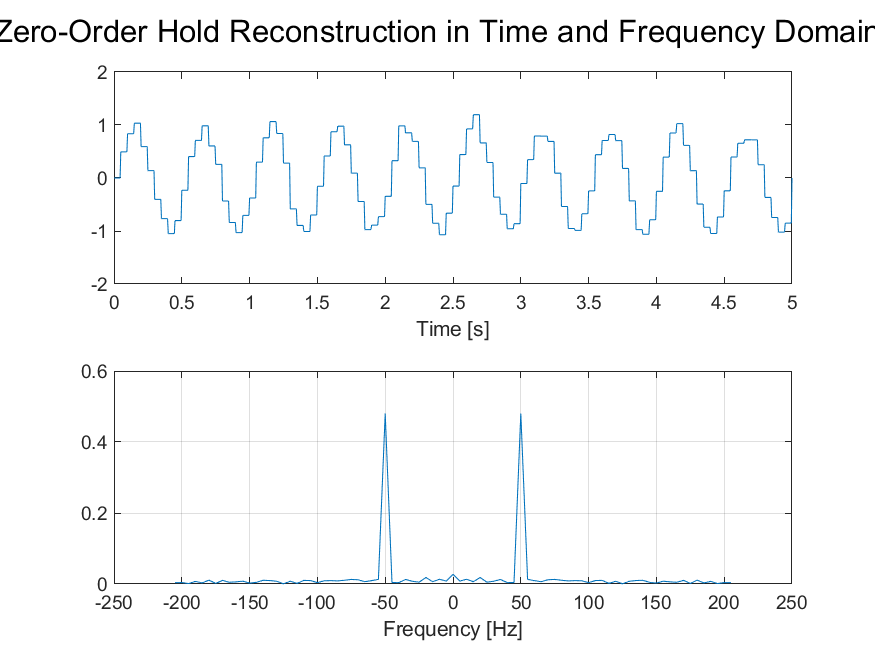 Zero-Order Hold Reconstruction in Time and Frequency Domain
2
1
0
-1
-2
0 0.5 1 1.5 2 2.5 3 3.5 4 4.5 5
Time [s]
0.6
0.4
0.2
0
-250 -200 -150 -100 -50 0 50 100 150 200 250
Frequency [Hz]